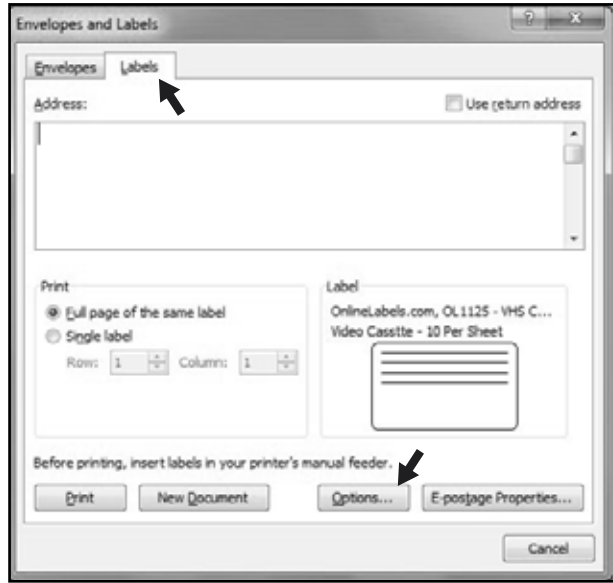 Envelopes and Labels
Envelopes Labels
Address: Use return address
Print
Full page of the same label
Single label
Row: 1 Column: 1
Label
OnlineLabels.com, OL1125 - VHS C...
Video Casstte - 10 Per Sheet
Before printing, insert labels in your printer's manual feeder.
Print New Document Options... E-postage Properties...
Cancel